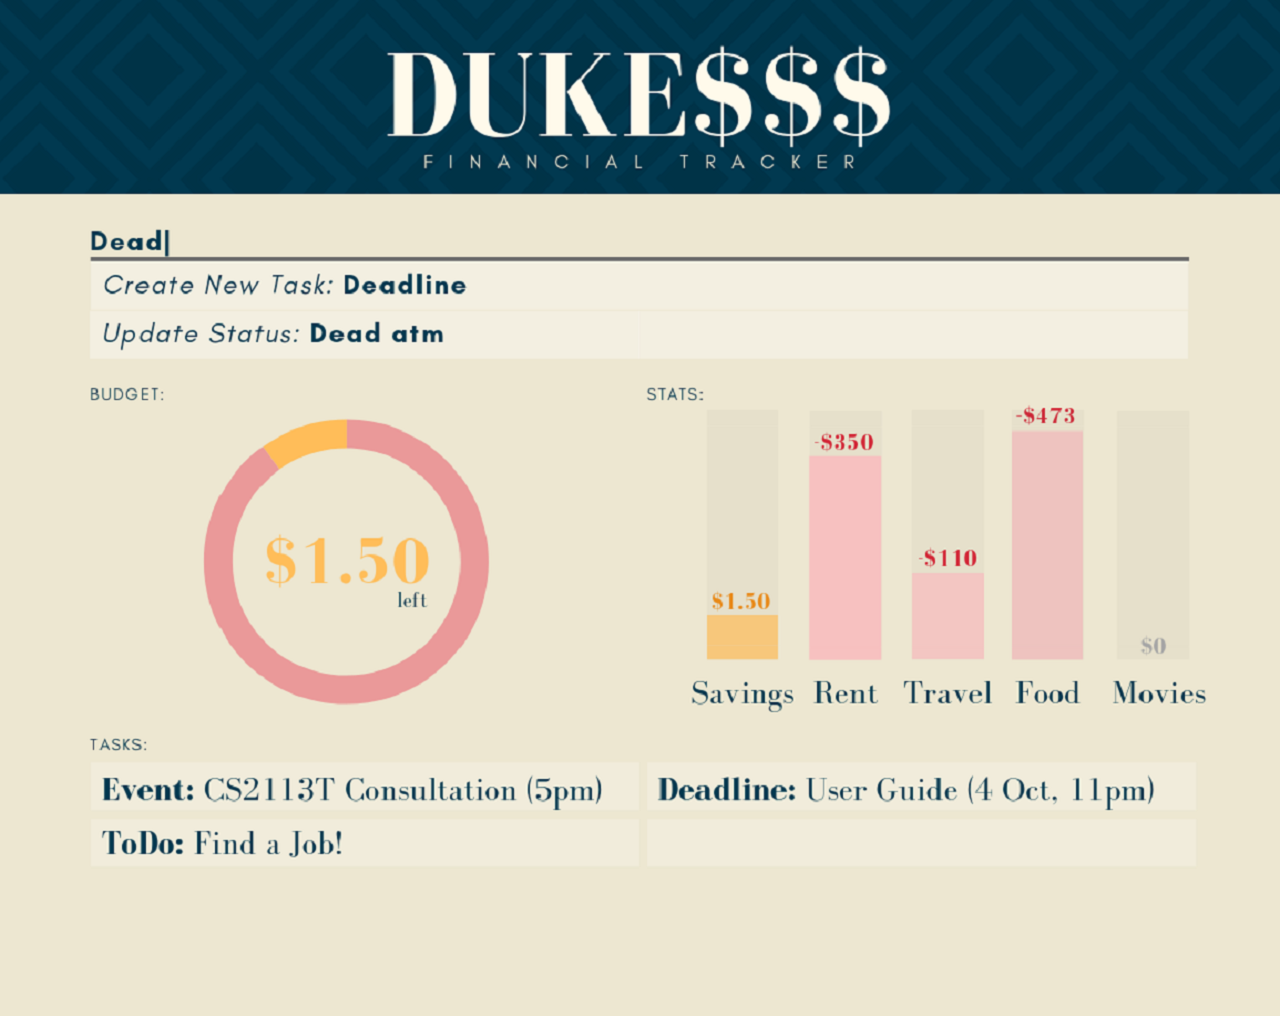 DUKE$$$
FINANCIAL TRACKER
Dead|
Create New Task: Deadline
Update Status: Dead atm
BUDGET:
$1.50
left
STATS:
-$350
-$473
-$110
$1.50
$0
Savings Rent Travel Food Movies
TASKS:
Event: CS2113T Consultation (5pm)
Deadline: User Guide (4 Oct, 11pm)
ToDo: Find a Job!